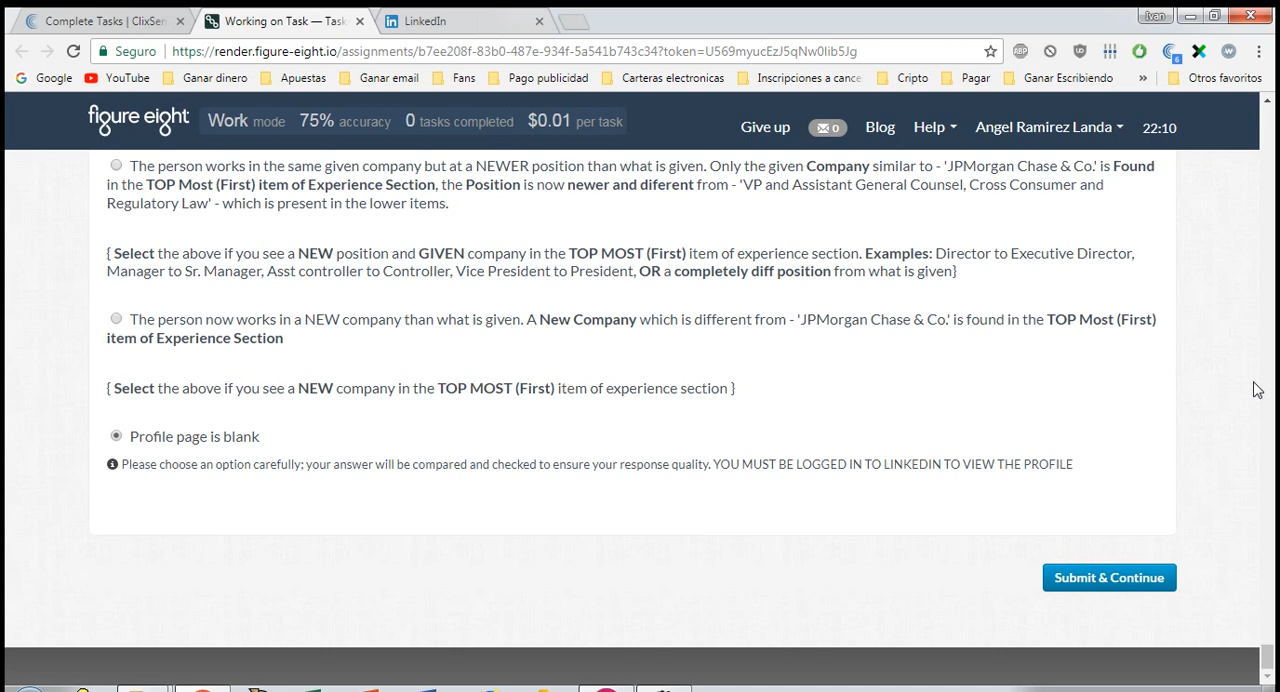 Complete Tasks | ClixSen
Working on Task — Task
LinkedIn
Ivan
Seguro
https://render.figure-eight.io/assignments/b7ee208f-83b0-487e-934f-5a541b743c34?token=U569myucEzJ5qNw0lib5Jg
ABP
6
W
Google
YouTube
Ganar dinero
Apuestas
Ganar email
Fans
Pago publicidad
Carteras electronicas
Inscripciones a cance
Cripto
Pagar
Ganar Escribiendo
»
Otros favoritos
figure eight
Work mode 75% accuracy 0 tasks completed $0.01 per task
Give up
0
Blog
Help
Angel Ramirez Landa
22:10
The person works in the same given company but at a NEWER position than what is given. Only the given Company similar to - 'JPMorgan Chase & Co.' is Found
in the TOP Most (First) item of Experience Section, the Position is now newer and diferent from - 'VP and Assistant General Counsel, Cross Consumer and
Regulatory Law' - which is present in the lower items.
{ Select the above if you see a NEW position and GIVEN company in the TOP MOST (First) item of experience section. Examples: Director to Executive Director,
Manager to Sr. Manager, Asst controller to Controller, Vice President to President, OR a completely diff position from what is given}
The person now works in a NEW company than what is given. A New Company which is different from - 'JPMorgan Chase & Co.' is found in the TOP Most (First)
item of Experience Section
{ Select the above if you see a NEW company in the TOP MOST (First) item of experience section }
Profile page is blank
Please choose an option carefully; your answer will be compared and checked to ensure your response quality. YOU MUST BE LOGGED IN TO LINKEDIN TO VIEW THE PROFILE
Submit & Continue